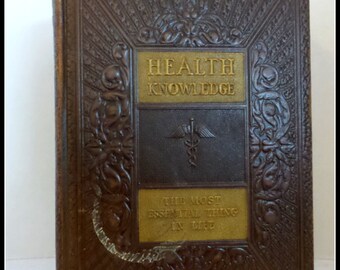 HEALTH
KNOWLEDGE
THE MOST
ESSENTIAL THING
IN LIFE